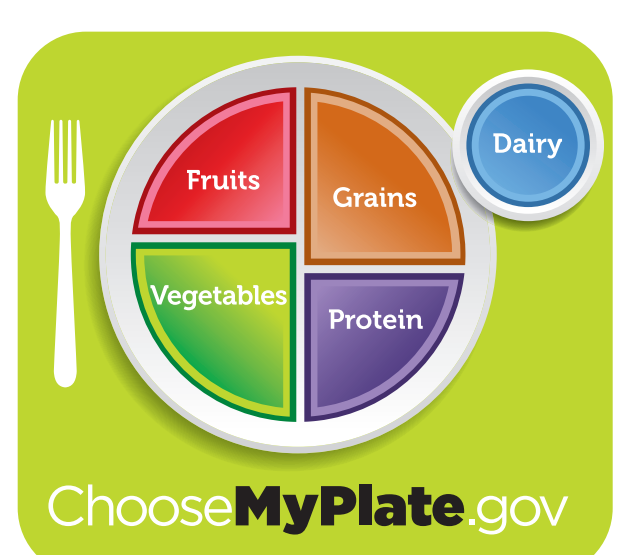 Dairy
Fruits
Grains
Vegetables
Protein
ChooseMyPlate.gov